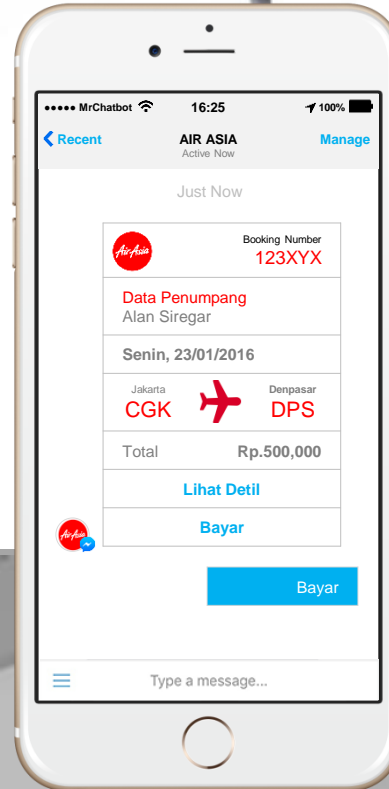 MrChatbot 16:25 100%
Recent AIR ASIA Manage
Active Now
Just Now
AirAsia Booking Number
123XYX
Data Penumpang
Alan Siregar
Senin, 23/01/2016
Jakarta Denpasar
CGK DPS
Total Rp.500,000
Lihat Detil
Bayar
AirAsia
Bayar
Type a message...